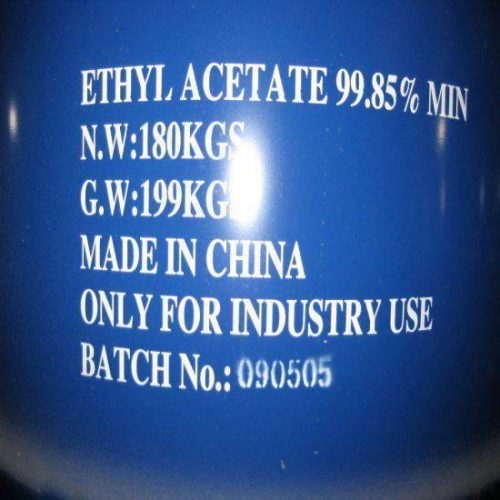 ETHYL ACETATE 99.85% MIN
N.W:180KGS
G.W:199KGS
MADE IN CHINA
ONLY FOR INDUSTRY USE
BATCH No.: 090505